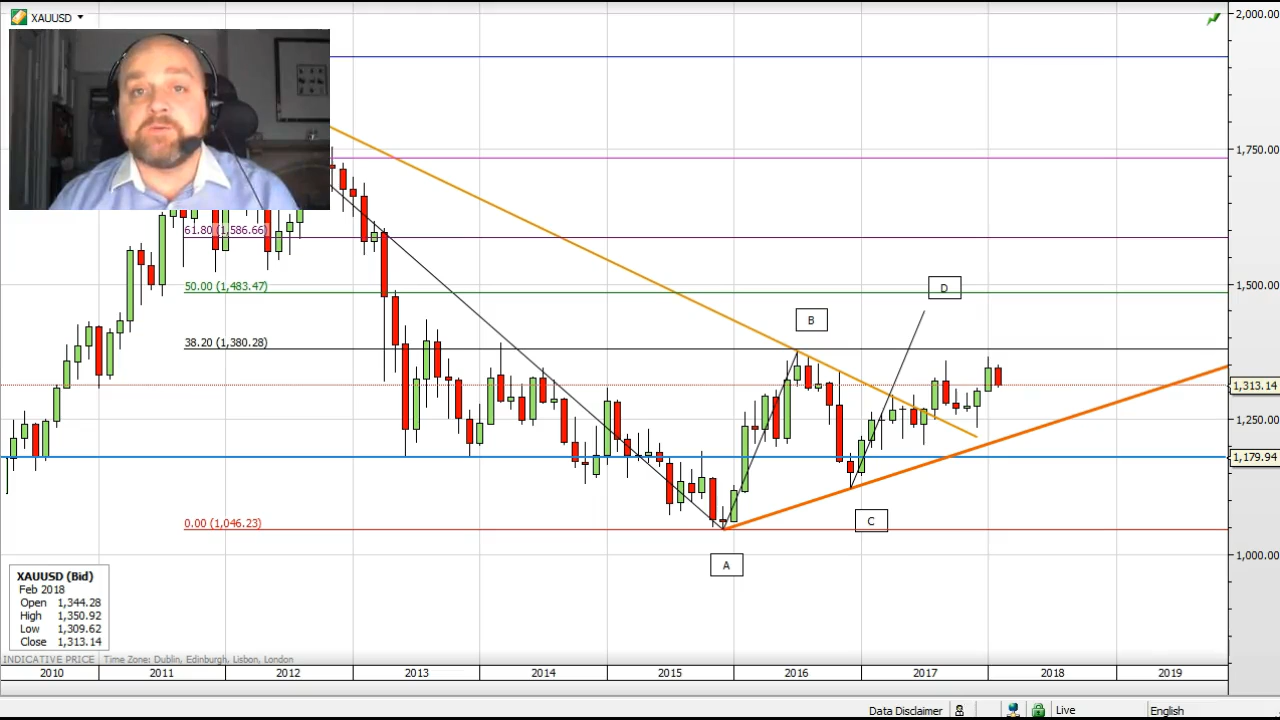 XAUUSD
2,000.00
1,750.00
61.80 (1,586.66)
50.00 (1,483.47)
D
1,500.00
B
38.20 (1,380.28)
1,313.14
1,250.00
1,179.94
0.00 (1,046.23)
C
1,000.00
A
XAUUSD (Bid)
Feb 2018
Open 1,344.28
High 1,350.92
Low 1,309.62
Close 1,313.14
INDICATIVE PRICE Time Zone: Dublin, Edinburgh, Lisbon, London
2010 2011 2012 2013 2014 2015 2016 2017 2018 2019
Data Disclaimer Live English